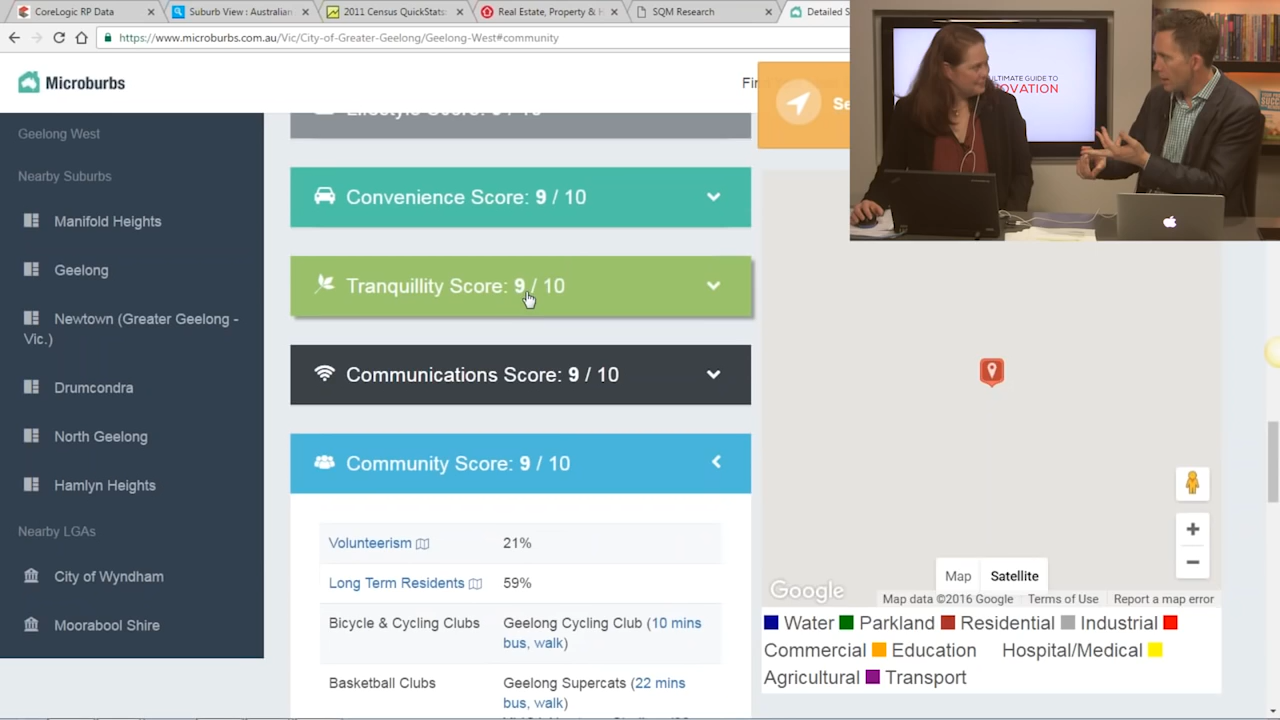 CoreLogic RP Data
Suburb View : Australian
2011 Census QuickStats
Real Estate, Property & H
SQM Research
Detailed S
https://www.microburbs.com.au/Vic/City-of-Greater-Geelong/Geelong-West#community
Microburbs
Geelong West
Nearby Suburbs
Manifold Heights
Geelong
Newtown (Greater Geelong -
Vic.)
Drumcondra
North Geelong
Hamlyn Heights
Nearby LGAs
City of Wyndham
Moorabool Shire
Lifestyle Score: 9 / 10
Convenience Score: 9 / 10
Tranquillity Score: 9 / 10
Communications Score: 9 / 10
Community Score: 9 / 10
Volunteerism 21%
Long Term Residents 59%
Bicycle & Cycling Clubs Geelong Cycling Club (10 mins
bus, walk)
Basketball Clubs Geelong Supercats (22 mins
bus, walk)
ULTIMATE GUIDE TO
OVATION
Map Satellite
Google
Map data ©2016 Google Terms of Use Report a map error
Water Parkland Residential Industrial
Commercial Education Hospital/Medical
Agricultural Transport